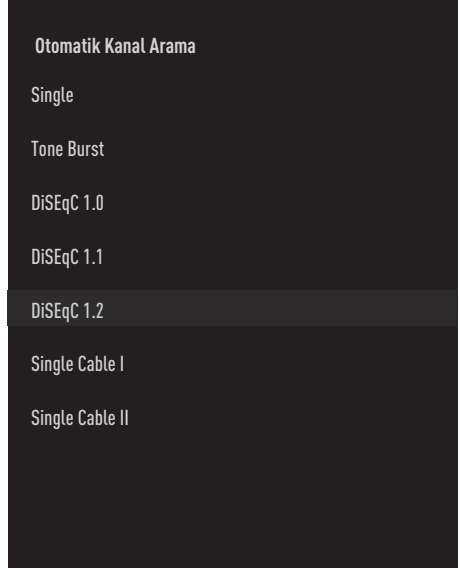 Otomatik Kanal Arama
Single
Tone Burst
DiSEqC 1.0
DiSEqC 1.1
DiSEqC 1.2
Single Cable I
Single Cable II